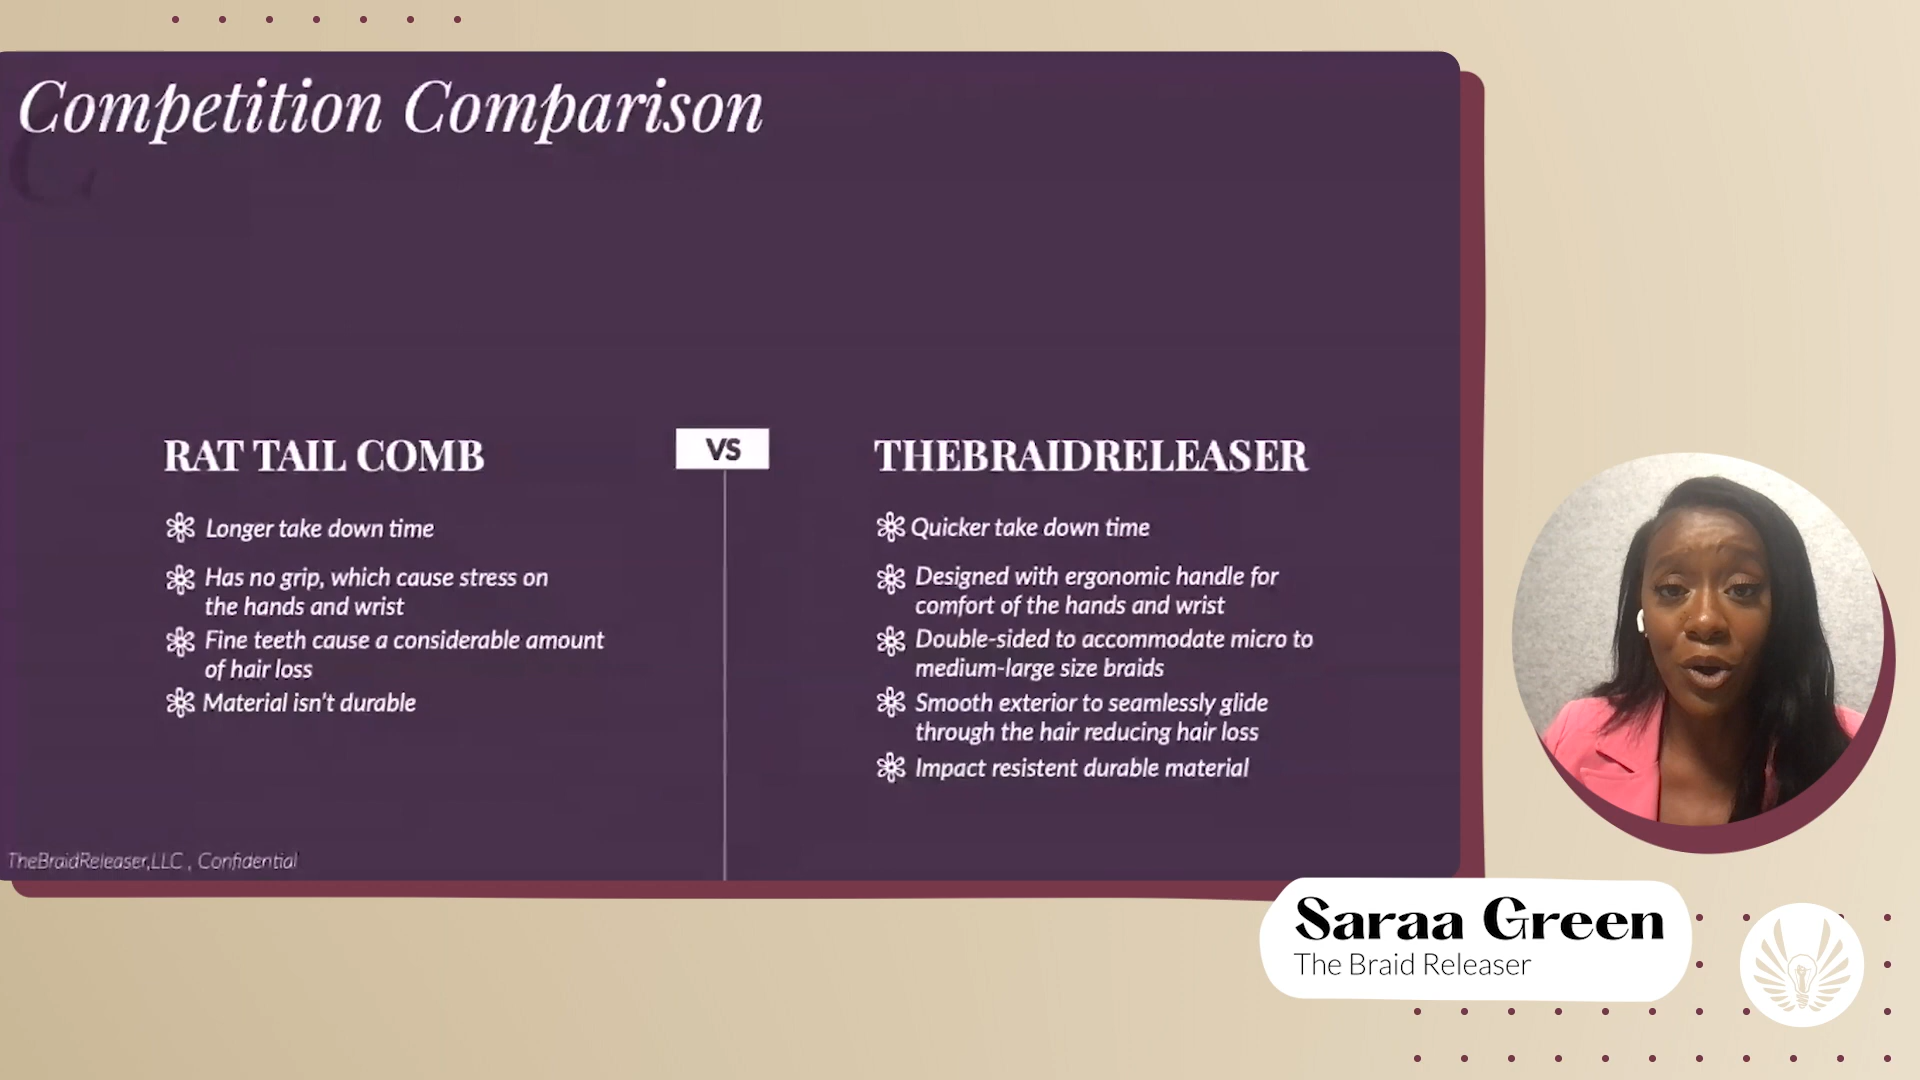 Competition Comparison
RAT TAIL COMB
VS
THEBRAIDRELEASER
Longer take down time
Has no grip, which cause stress on
the hands and wrist
Fine teeth cause a considerable amount
of hair loss
Material isn't durable
Quicker take down time
Designed with ergonomic handle for
comfort of the hands and wrist
Double-sided to accommodate micro to
medium-large size braids
Smooth exterior to seamlessly glide
through the hair reducing hair loss
Impact resistent durable material
TheBraidReleaser,LLC , Confidential
Saraa Green
The Braid Releaser